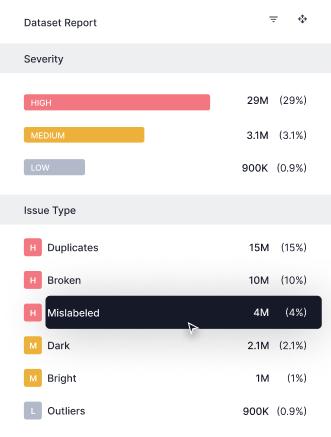 Dataset Report
Severity
HIGH 29M (29%)
MEDIUM 3.1M (3.1%)
LOW 900K (0.9%)
Issue Type
H Duplicates 15M (15%)
H Broken 10M (10%)
H Mislabeled 4M (4%)
M Dark 2.1M (2.1%)
M Bright 1M (1%)
L Outliers 900K (0.9%)